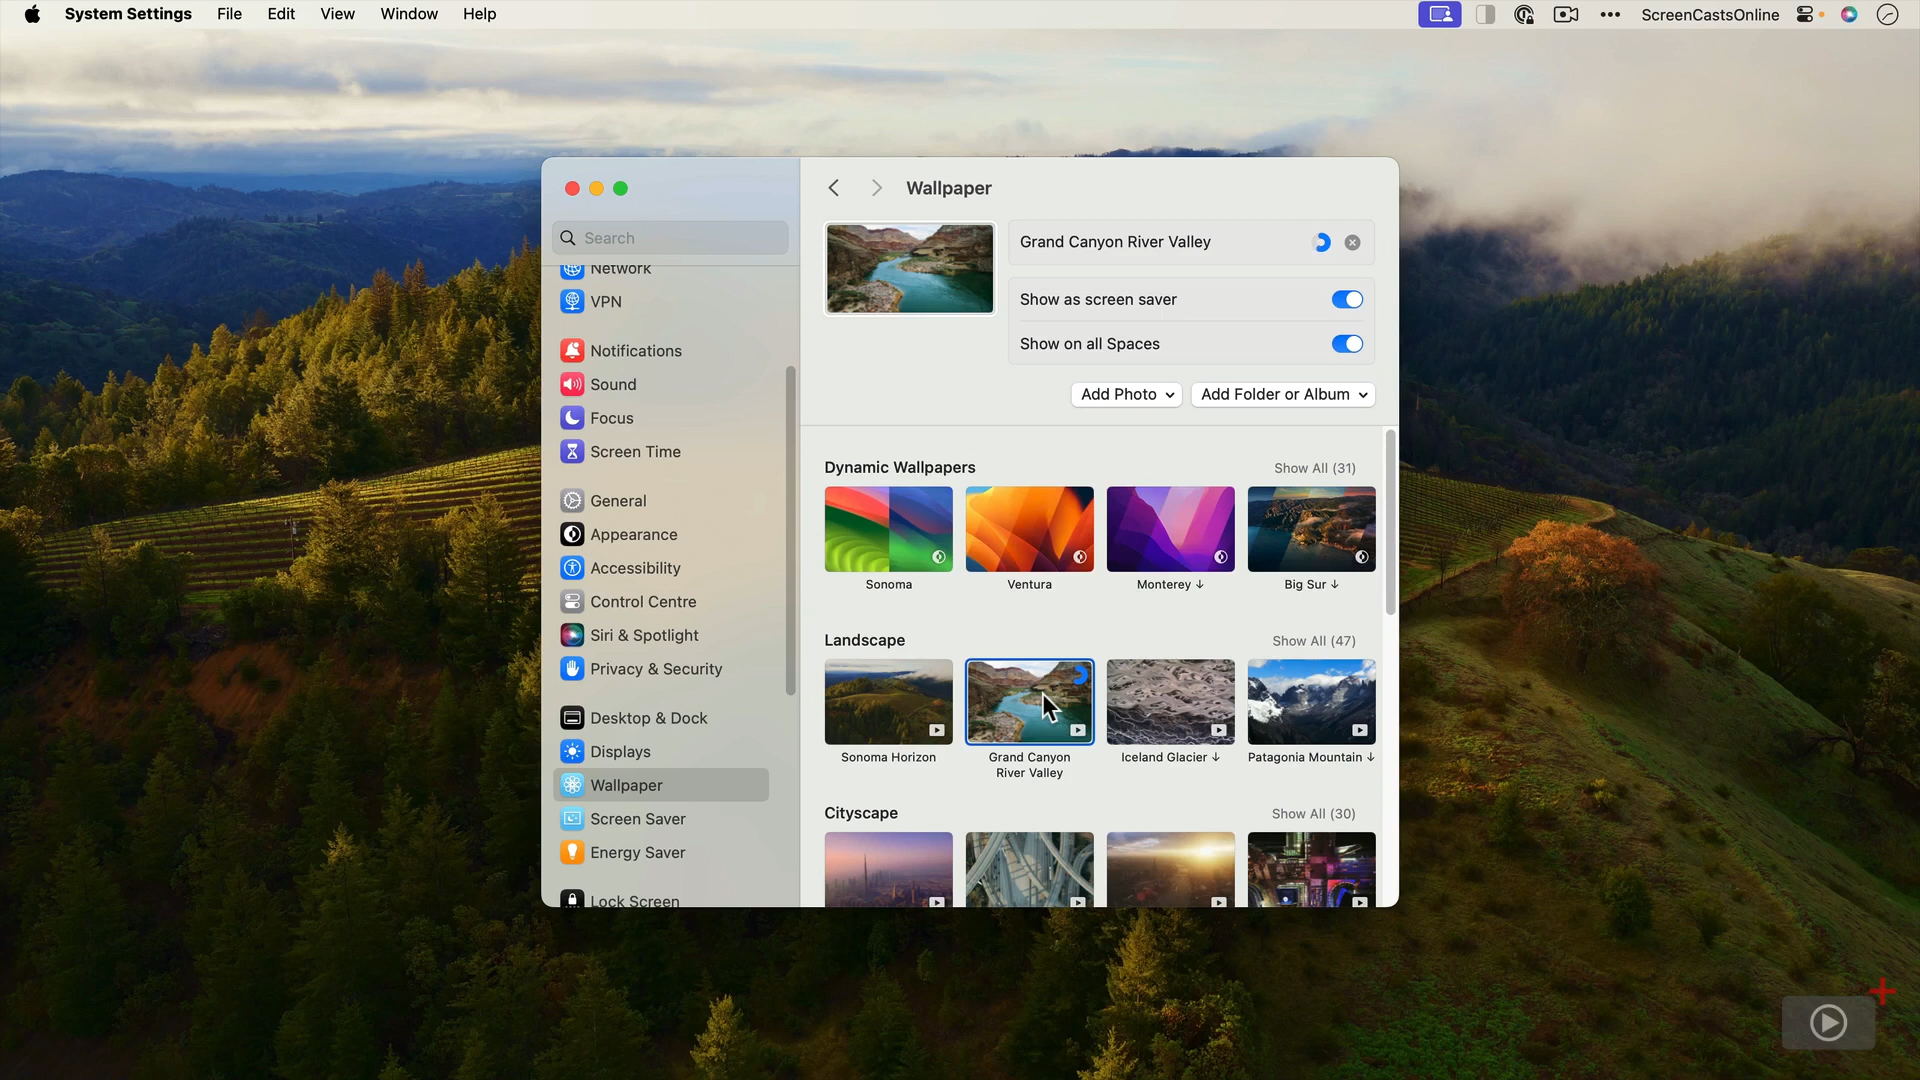 System Settings File Edit View Window Help ScreenCastsOnline
Wallpaper
Search
Network
VPN
Notifications
Sound
Focus
Screen Time
General
Appearance
Accessibility
Control Centre
Siri & Spotlight
Privacy & Security
Desktop & Dock
Displays
Wallpaper
Screen Saver
Energy Saver
Lock Screen
Grand Canyon River Valley
Show as screen saver
Show on all Spaces
Add Photo Add Folder or Album
Dynamic Wallpapers Show All (31)
Sonoma Ventura Monterey ↓ Big Sur ↓
Landscape Show All (47)
Sonoma Horizon Grand Canyon Iceland Glacier ↓ Patagonia Mountain ↓
River Valley
Cityscape Show All (30)